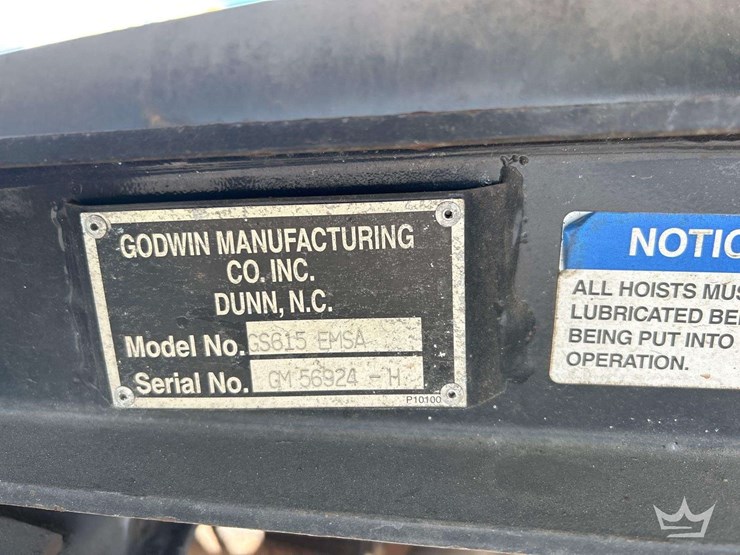 GODWIN MANUFACTURING
CO. INC.
DUNN, N.C.
Model No. GS615 EMSA
Serial No. GM 56924 - H
P10100
NOTIC
ALL HOISTS MUS
LUBRICATED BE
BEING PUT INTO
OPERATION.